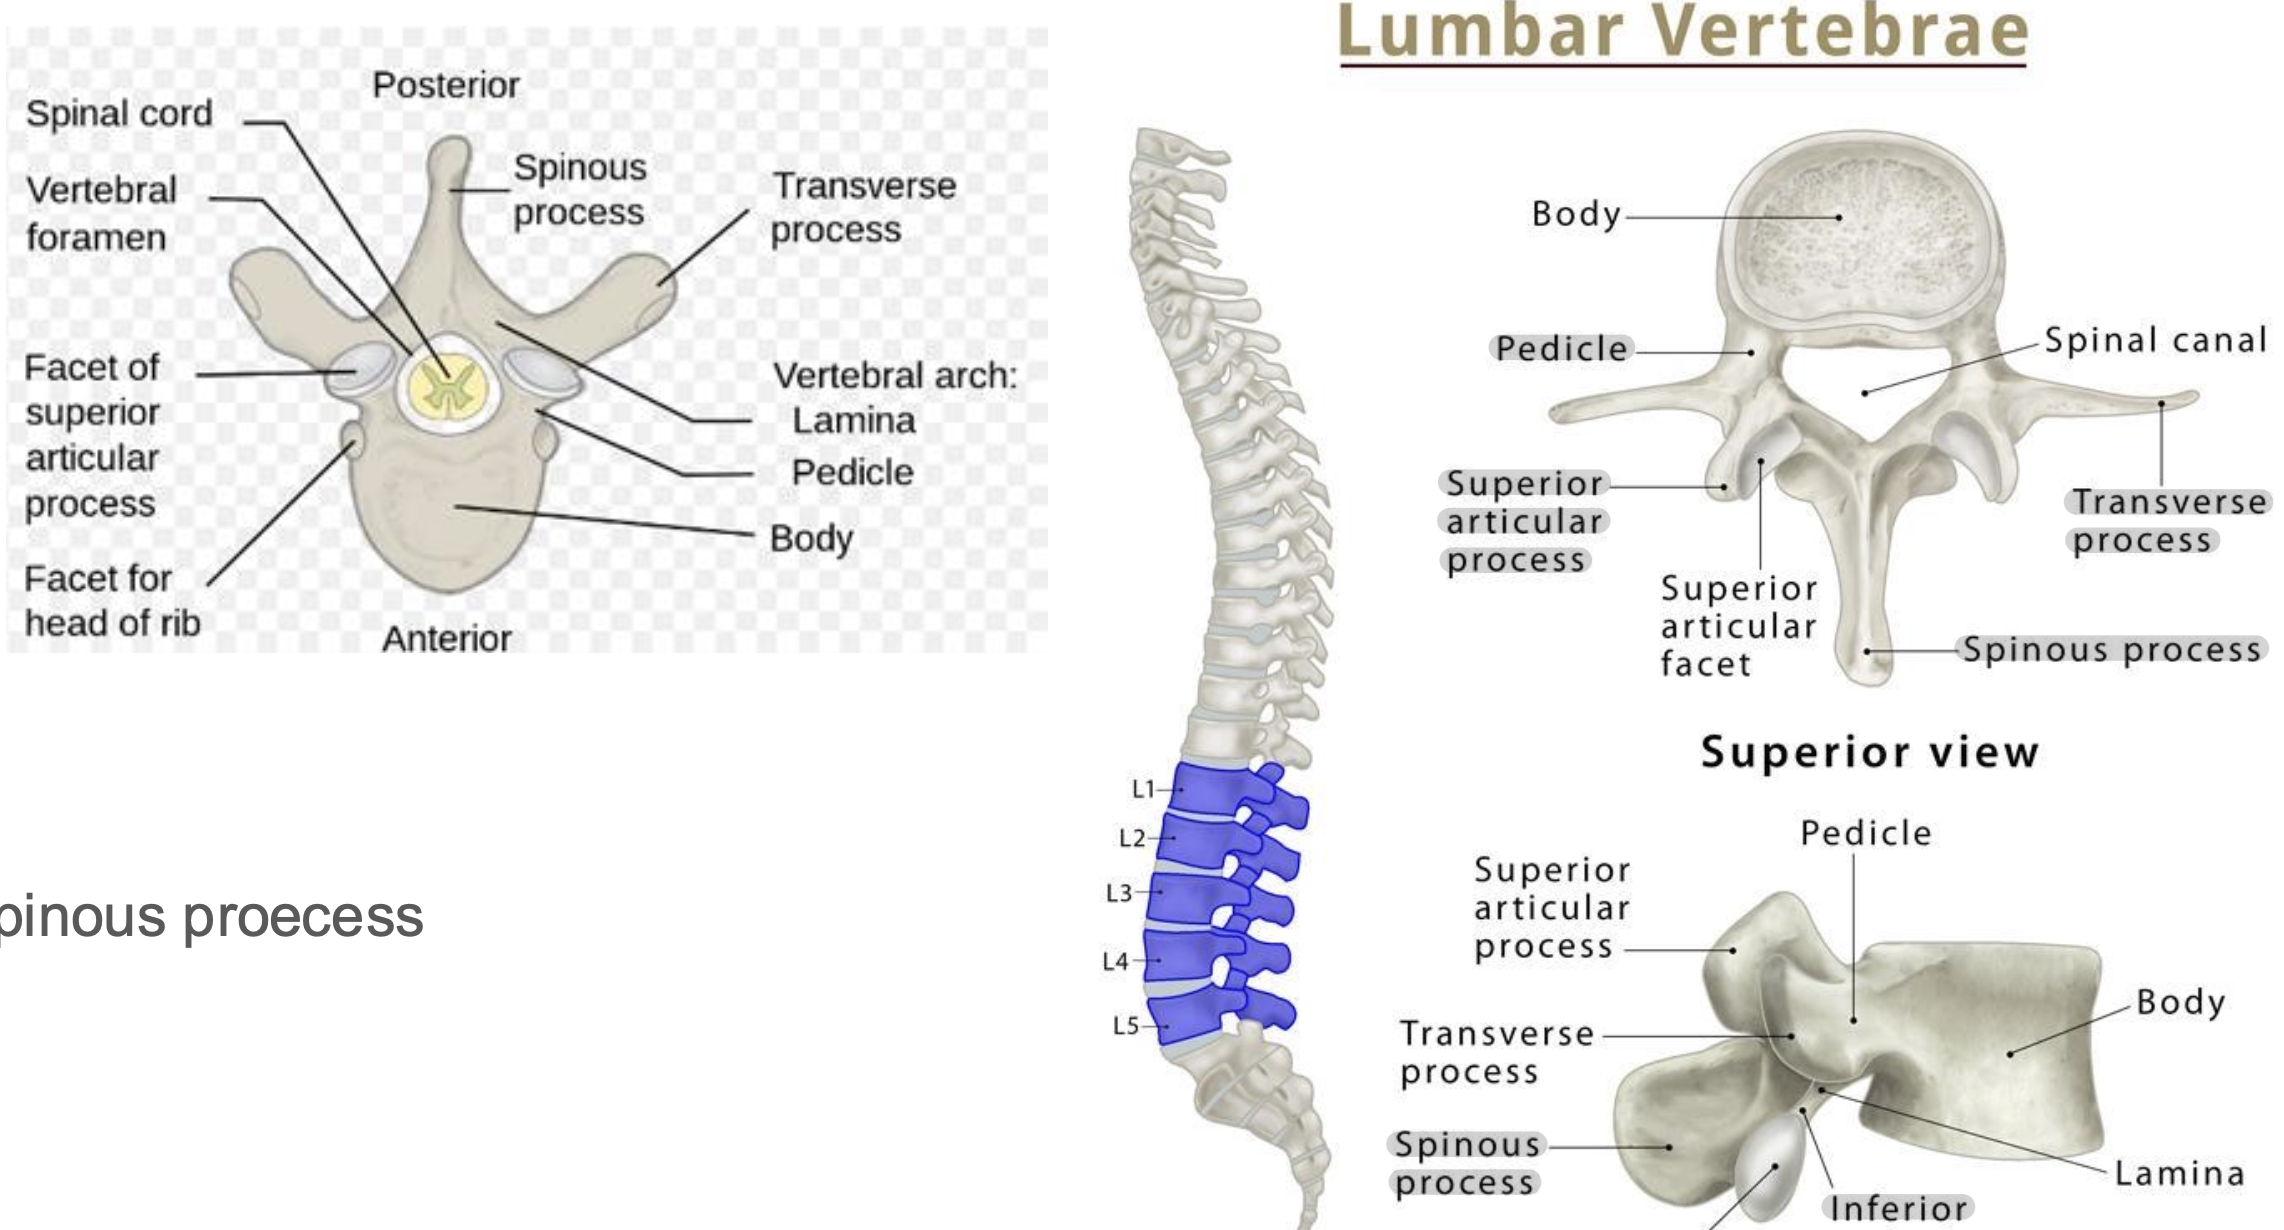 Posterior
Spinal cord
Vertebral
foramen
Spinous
process
Transverse
process
Facet of
superior
articular
process
Vertebral arch:
Lamina
Pedicle
Body
Facet for
head of rib
Anterior
pinous proecess
Lumbar Vertebrae
L1
L2
L3
L4
L5
Body
Pedicle
Spinal canal
Superior
articular
process
Superior
articular
facet
Transverse
process
Spinous process
Superior view
Pedicle
Superior
articular
process
Transverse
process
Body
Spinous
process
Lamina
Inferior